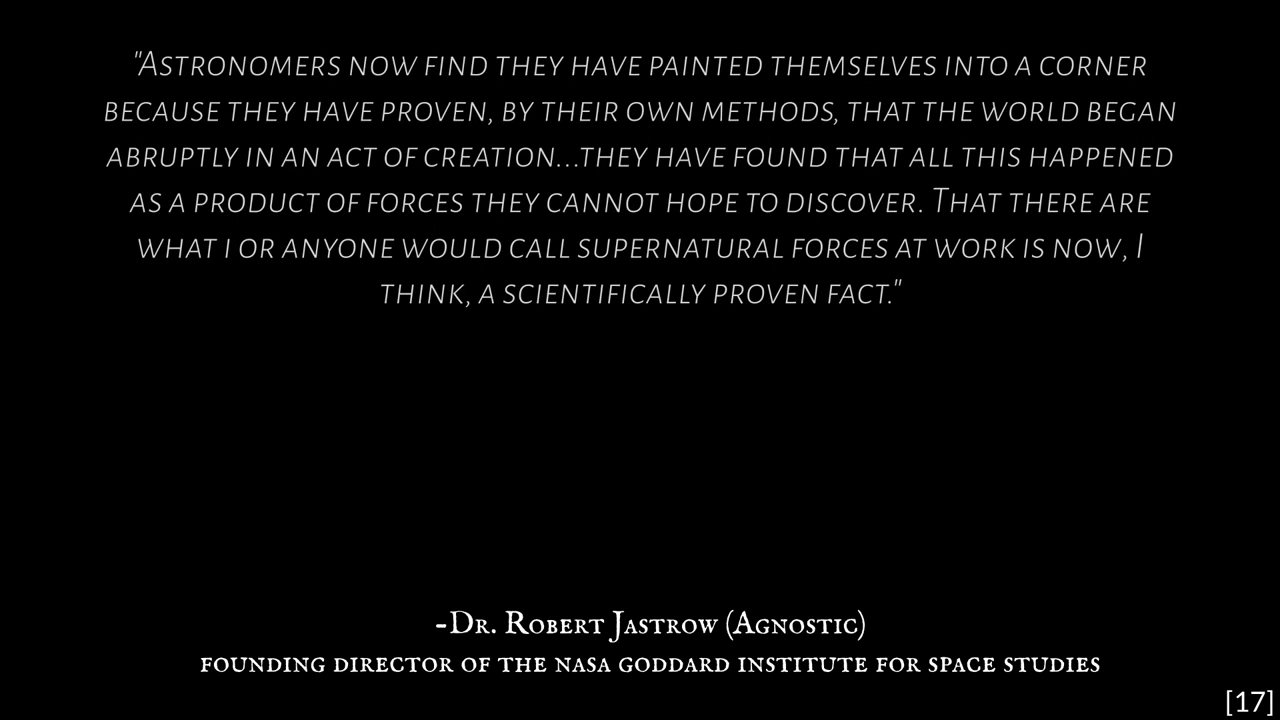 "Astronomers now find they have painted themselves into a corner
because they have proven, by their own methods, that the world began
abruptly in an act of creation...they have found that all this happened
as a product of forces they cannot hope to discover. That there are
what i or anyone would call supernatural forces at work is now, I
think, a scientifically proven fact."
-Dr. Robert Jastrow (Agnostic)
founding director of the nasa goddard institute for space studies
[17]